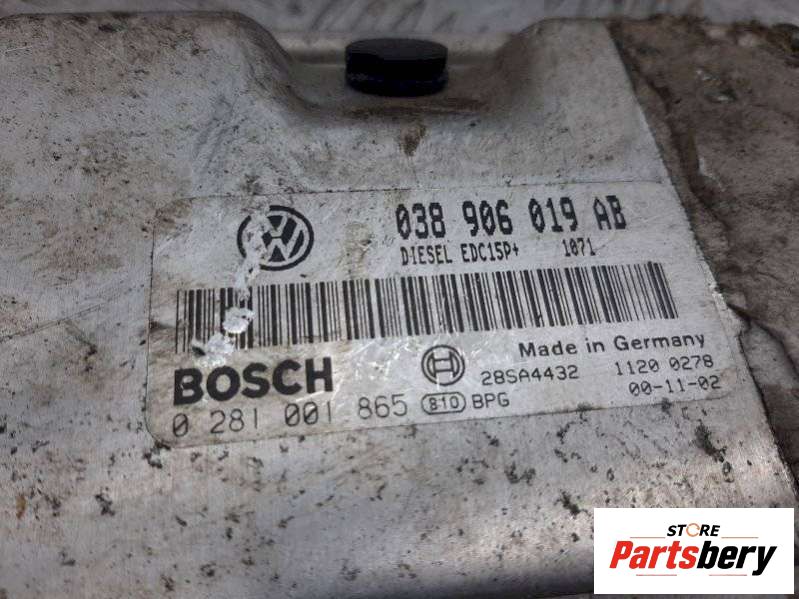 038 906 019 AB
DIESEL EDC15P+ 1071
BOSCH
Made in Germany
28SA4432 1120 0278
0 281 001 865 810 BPG 00-11-02
STORE
Partsbery